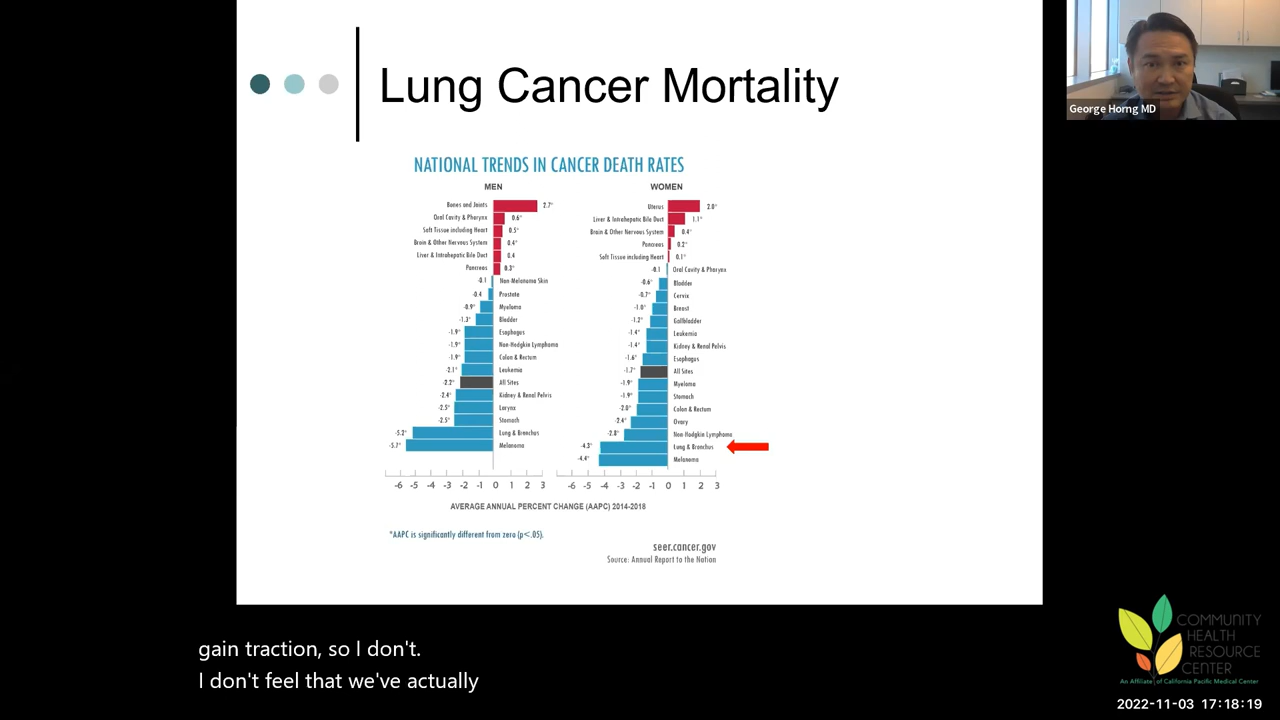 Lung Cancer Mortality
George Horng MD
NATIONAL TRENDS IN CANCER DEATH RATES
MEN
Bones and Joints 2.7*
Oral Cavity & Pharynx 0.6*
Soft Tissue including Heart 0.5*
Brain & Other Nervous System 0.4*
Liver & Intrahepatic Bile Duct 0.4
Pancreas 0.3*
-0.1 Non-Melanoma Skin
-0.4 Prostate
-0.9* Myeloma
-1.3* Bladder
-1.9* Esophagus
-1.9* Non-Hodgkin Lymphoma
-1.9* Colon & Rectum
-2.1* Leukemia
-2.2* All Sites
-2.4* Kidney & Renal Pelvis
-2.5* Larynx
-2.5* Stomach
-5.2* Lung & Bronchus
-5.7* Melanoma
-6 -5 -4 -3 -2 -1 0 1 2 3
WOMEN
Uterus 2.0*
Liver & Intrahepatic Bile Duct 1.1*
Brain & Other Nervous System 0.4*
Pancreas 0.2*
Soft Tissue including Heart 0.1*
-0.1 Oral Cavity and Pharynx
-0.6* Bladder
-0.7* Cervix
-1.0* Breast
-1.2* Gallbladder
-1.4* Leukemia
-1.4* Kidney & Renal Pelvis
-1.6* Esophagus
-1.7* All Sites
-1.9* Myeloma
-1.9* Stomach
-2.0* Colon & Rectum
-2.4* Ovary
-2.8* Non-Hodgkin Lymphoma
-4.3* Lung & Bronchus
-4.4* Melanoma
-6 -5 -4 -3 -2 -1 0 1 2 3
AVERAGE ANNUAL PERCENT CHANGE (AAPC) 2014-2018
*AAPC is significantly different from zero (p<.05).
seer.cancer.gov
Source: Annual Report to the Nation
gain traction, so I don't.
I don't feel that we've actually
COMMUNITY
HEALTH
RESOURCE
CENTER
An Affiliate of California Pacific Medical Center
2022-11-03 17:18:19